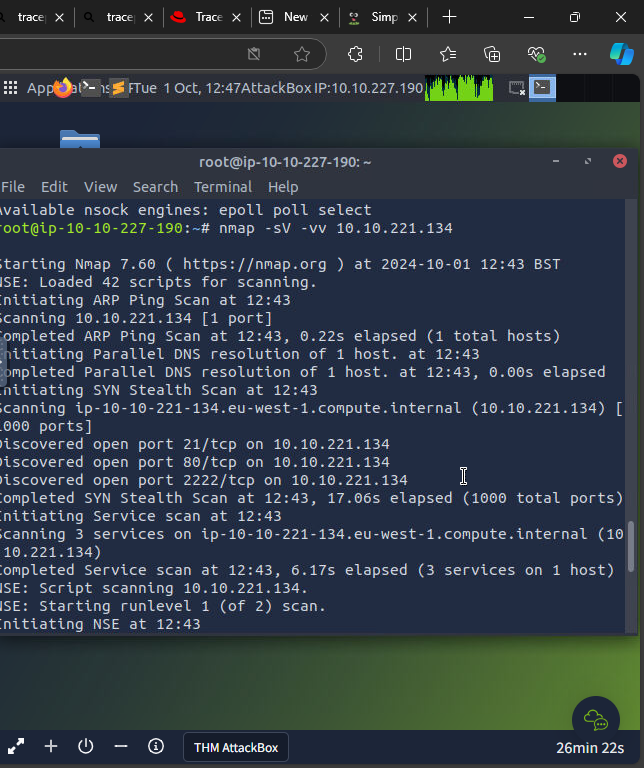 trace
trace
Trace
New
Simp
Tue 1 Oct, 12:47 AttackBox IP:10.10.227.190
root@ip-10-10-227-190: ~
File Edit View Search Terminal Help
Available nsock engines: epoll poll select
root@ip-10-10-227-190:~# nmap -sV -vv 10.10.221.134
Starting Nmap 7.60 ( https://nmap.org ) at 2024-10-01 12:43 BST
NSE: Loaded 42 scripts for scanning.
Initiating ARP Ping Scan at 12:43
Scanning 10.10.221.134 [1 port]
Completed ARP Ping Scan at 12:43, 0.22s elapsed (1 total hosts)
Initiating Parallel DNS resolution of 1 host. at 12:43
Completed Parallel DNS resolution of 1 host. at 12:43, 0.00s elapsed
Initiating SYN Stealth Scan at 12:43
Scanning ip-10-10-221-134.eu-west-1.compute.internal (10.10.221.134) [
1000 ports]
Discovered open port 21/tcp on 10.10.221.134
Discovered open port 80/tcp on 10.10.221.134
Discovered open port 2222/tcp on 10.10.221.134
Completed SYN Stealth Scan at 12:43, 17.06s elapsed (1000 total ports)
Initiating Service scan at 12:43
Scanning 3 services on ip-10-10-221-134.eu-west-1.compute.internal (10
.10.221.134)
Completed Service scan at 12:43, 6.17s elapsed (3 services on 1 host)
NSE: Script scanning 10.10.221.134.
NSE: Starting runlevel 1 (of 2) scan.
Initiating NSE at 12:43
THM AttackBox
26min 22s